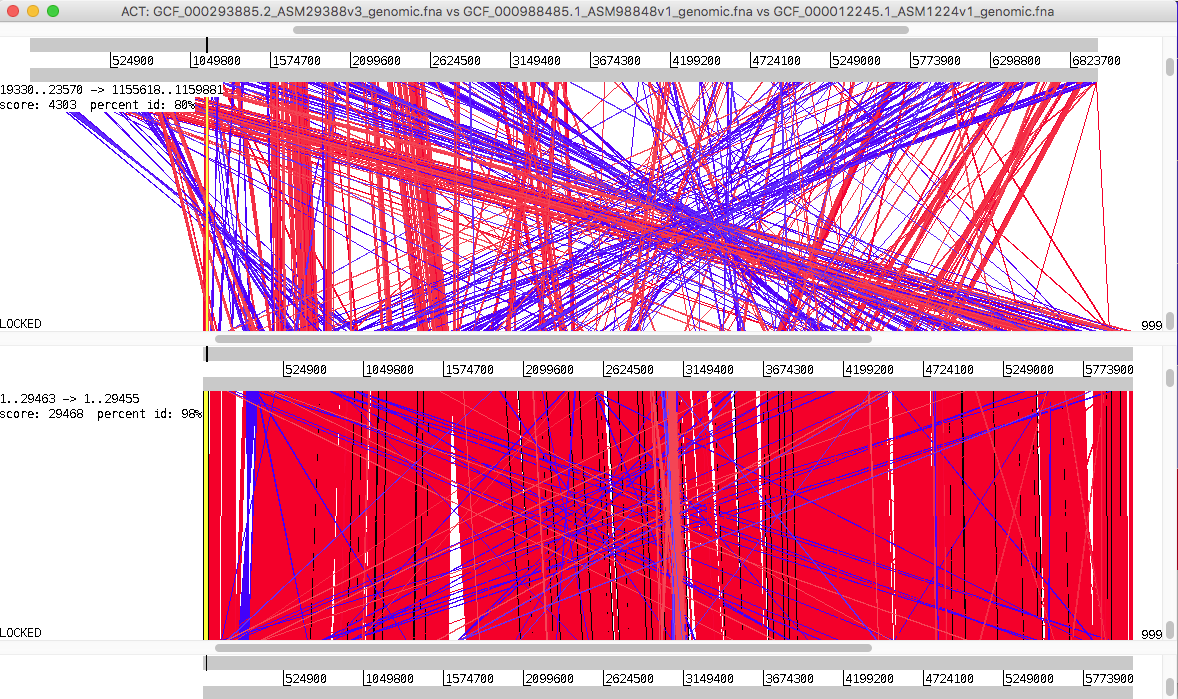 ACT: GCF_000293885.2_ASM29388v3_genomic.fna vs GCF_000988485.1_ASM98848v1_genomic.fna vs GCF_000012245.1_ASM1224v1_genomic.fna
524900 1049800 1574700 2099600 2624500 3149400 3674300 4199200 4724100 5249000 5773900 6298800 6823700
19330..23570 -> 1155618..1159881
score: 4303 percent id: 80%
LOCKED 999
524900 1049800 1574700 2099600 2624500 3149400 3674300 4199200 4724100 5249000 5773900
1..29463 -> 1..29455
score: 29468 percent id: 98%
LOCKED 999
524900 1049800 1574700 2099600 2624500 3149400 3674300 4199200 4724100 5249000 5773900